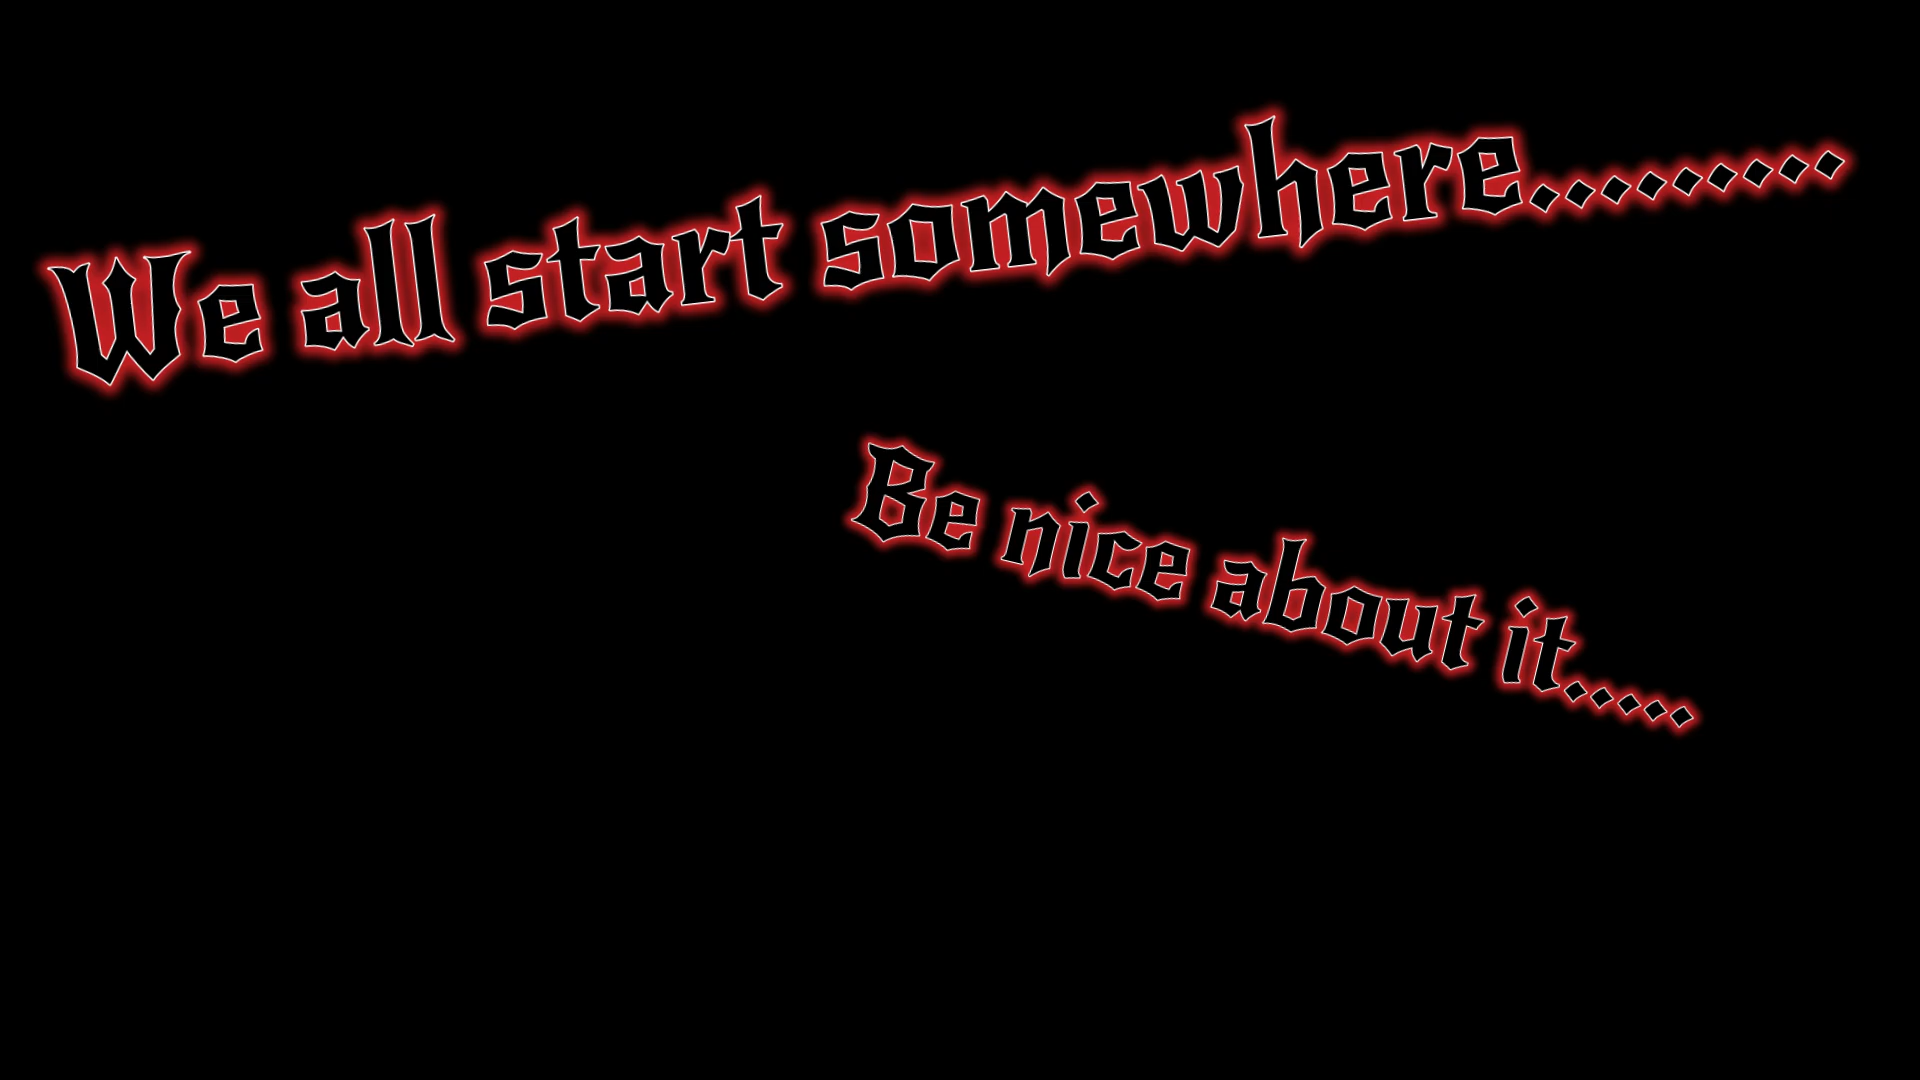 We all start somewhere.........
Be nice about it.....